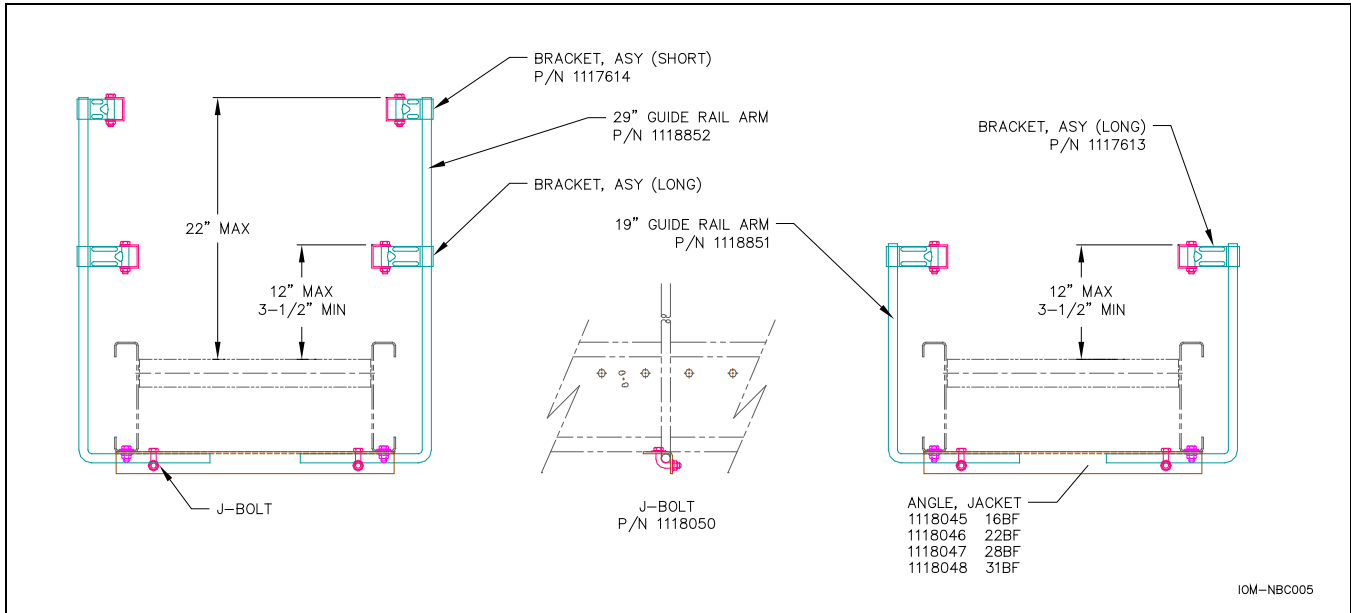 BRACKET, ASY (SHORT)
P/N 1117614
29" GUIDE RAIL ARM
P/N 1118852
BRACKET, ASY (LONG)
22" MAX
12" MAX
3-1/2" MIN
J-BOLT
19" GUIDE RAIL ARM
P/N 1118851
J-BOLT
P/N 1118050
BRACKET, ASY (LONG)
P/N 1117613
12" MAX
3-1/2" MIN
ANGLE, JACKET
1118045 16BF
1118046 22BF
1118047 28BF
1118048 31BF
IOM-NBC005